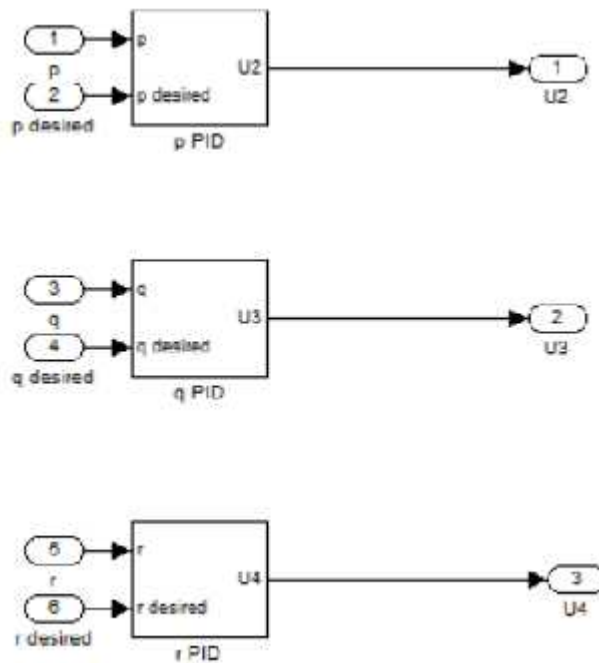 1
p
p
2
p desired
p desired
U2
p PID
1
U2
3
q
q
4
q desired
q desired
U3
q PID
2
U3
5
r
r
6
r desired
r desired
U4
r PID
3
U4